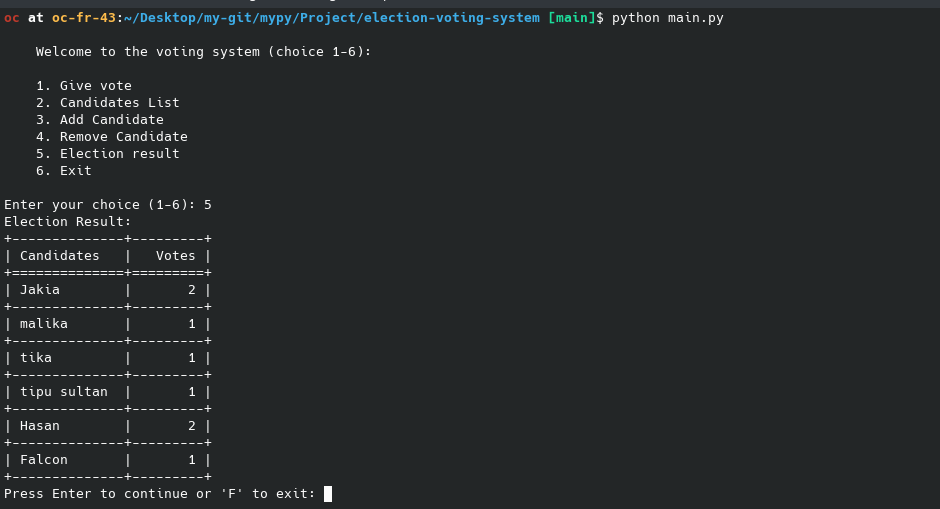 oc at oc-fr-43:~/Desktop/my-git/mypy/Project/election-voting-system [main]$ python main.py
    Welcome to the voting system (choice 1-6):
    1. Give vote
    2. Candidates List
    3. Add Candidate
    4. Remove Candidate
    5. Election result
    6. Exit
Enter your choice (1-6): 5
Election Result:
+--------------+---------+
| Candidates   |   Votes |
+==============+=========+
| Jakia        |       2 |
+--------------+---------+
| malika       |       1 |
+--------------+---------+
| tika         |       1 |
+--------------+---------+
| tipu sultan  |       1 |
+--------------+---------+
| Hasan        |       2 |
+--------------+---------+
| Falcon       |       1 |
+--------------+---------+
Press Enter to continue or 'F' to exit: